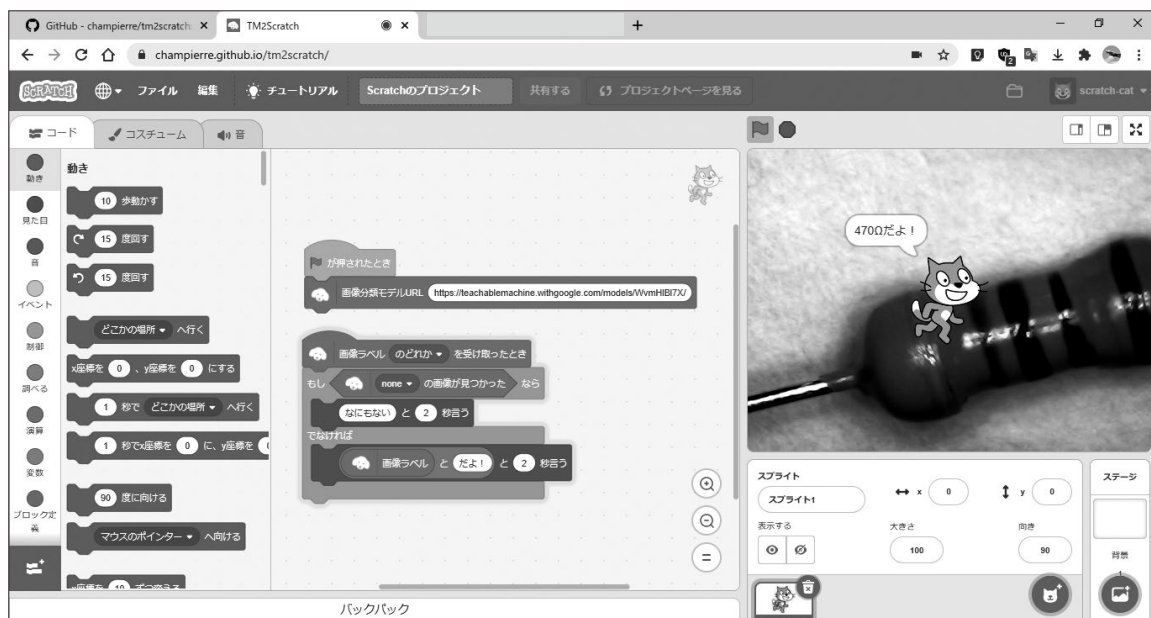 GitHub - champierre/tm2scratch:
TM2Scratch
champierre.github.io/tm2scratch/
2
SCRATCH
ファイル
編集
チュートリアル
Scratchのプロジェクト
共有する
プロジェクトページを見る
scratch-cat
コード
コスチューム
音
動き
見た目
音
イベント
制御
調べる
演算
変数
ブロック定
義
動き
10 歩動かす
15 度回す
15 度回す
どこかの場所 へ行く
x座標を 0 、y座標を 0 にする
1 秒で どこかの場所 へ行く
1 秒でx座標を 0 に、y座標を
90 度に向ける
マウスのポインター へ向ける
x座標を 10 ずつ変える
が押されたとき
画像分類モデルURL
画像ラベル のどれか を受け取ったとき
もし none の画像が見つかった なら
なにもない と 2 秒言う
でなければ
画像ラベル と だよ! と 2 秒言う
470Ωだよ!
スプライト
スプライト1
x 0
y 0
表示する
大きさ
100
向き
90
ステージ
背景
1
バックパック